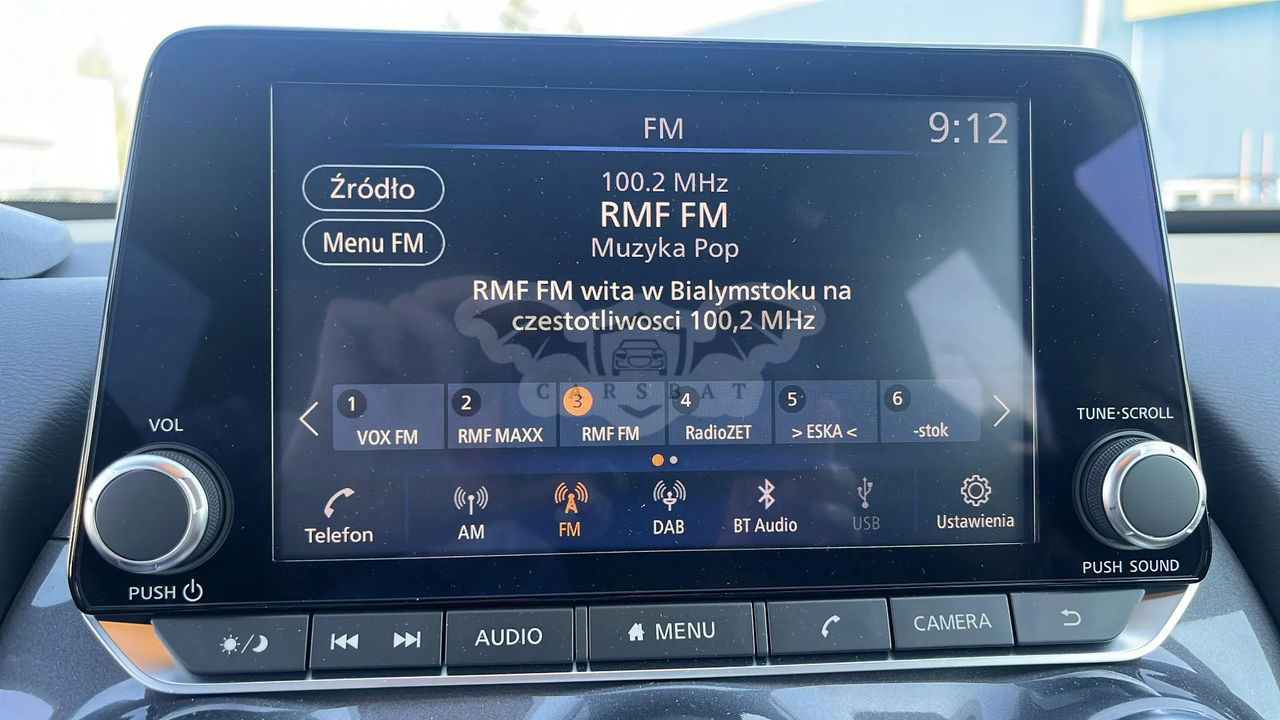 FM
9:12
Źródło
Menu FM
100.2 MHz
RMF FM
Muzyka Pop
RMF FM wita w Bialymstoku na
czestotliwosci 100,2 MHz
CARSBAT
1
VOX FM
2
RMF MAXX
3
RMF FM
4
RadioZET
5
> ESKA <
6
-stok
VOL
TUNE·SCROLL
Telefon
AM
FM
DAB
BT Audio
USB
Ustawienia
PUSH
PUSH SOUND
AUDIO
MENU
CAMERA